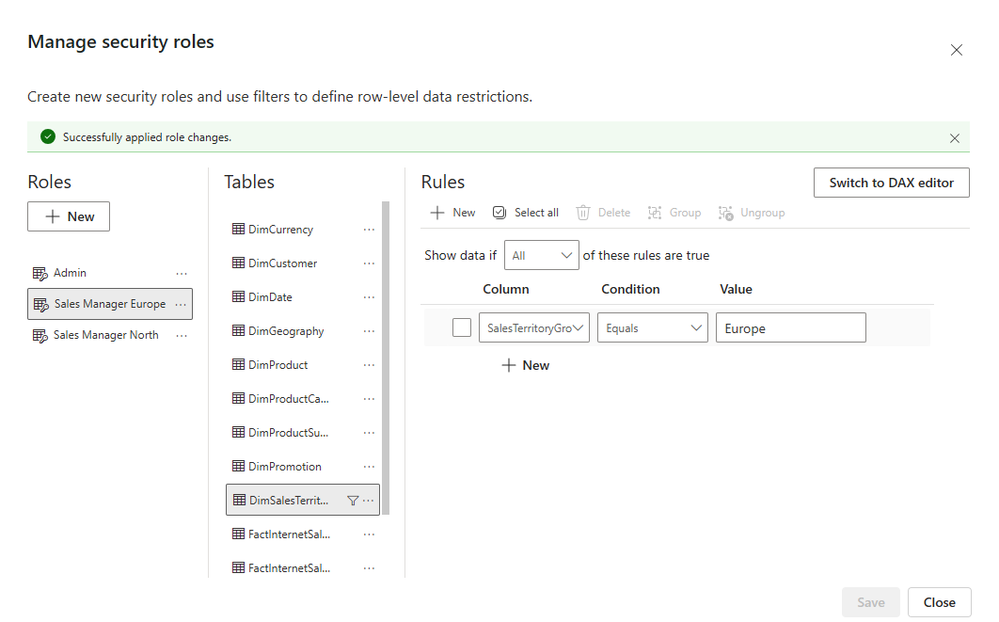 Manage security roles
Create new security roles and use filters to define row-level data restrictions.
Successfully applied role changes.
Roles
New
Admin
Sales Manager Europe
Sales Manager North
Tables
DimCurrency
DimCustomer
DimDate
DimGeography
DimProduct
DimProductCa...
DimProductSu...
DimPromotion
DimSalesTerrit...
FactInternetSal...
FactInternetSal...
Rules
Switch to DAX editor
New Select all Delete Group Ungroup
Show data if All of these rules are true
Column Condition Value
SalesTerritoryGro Equals Europe
New
Save Close